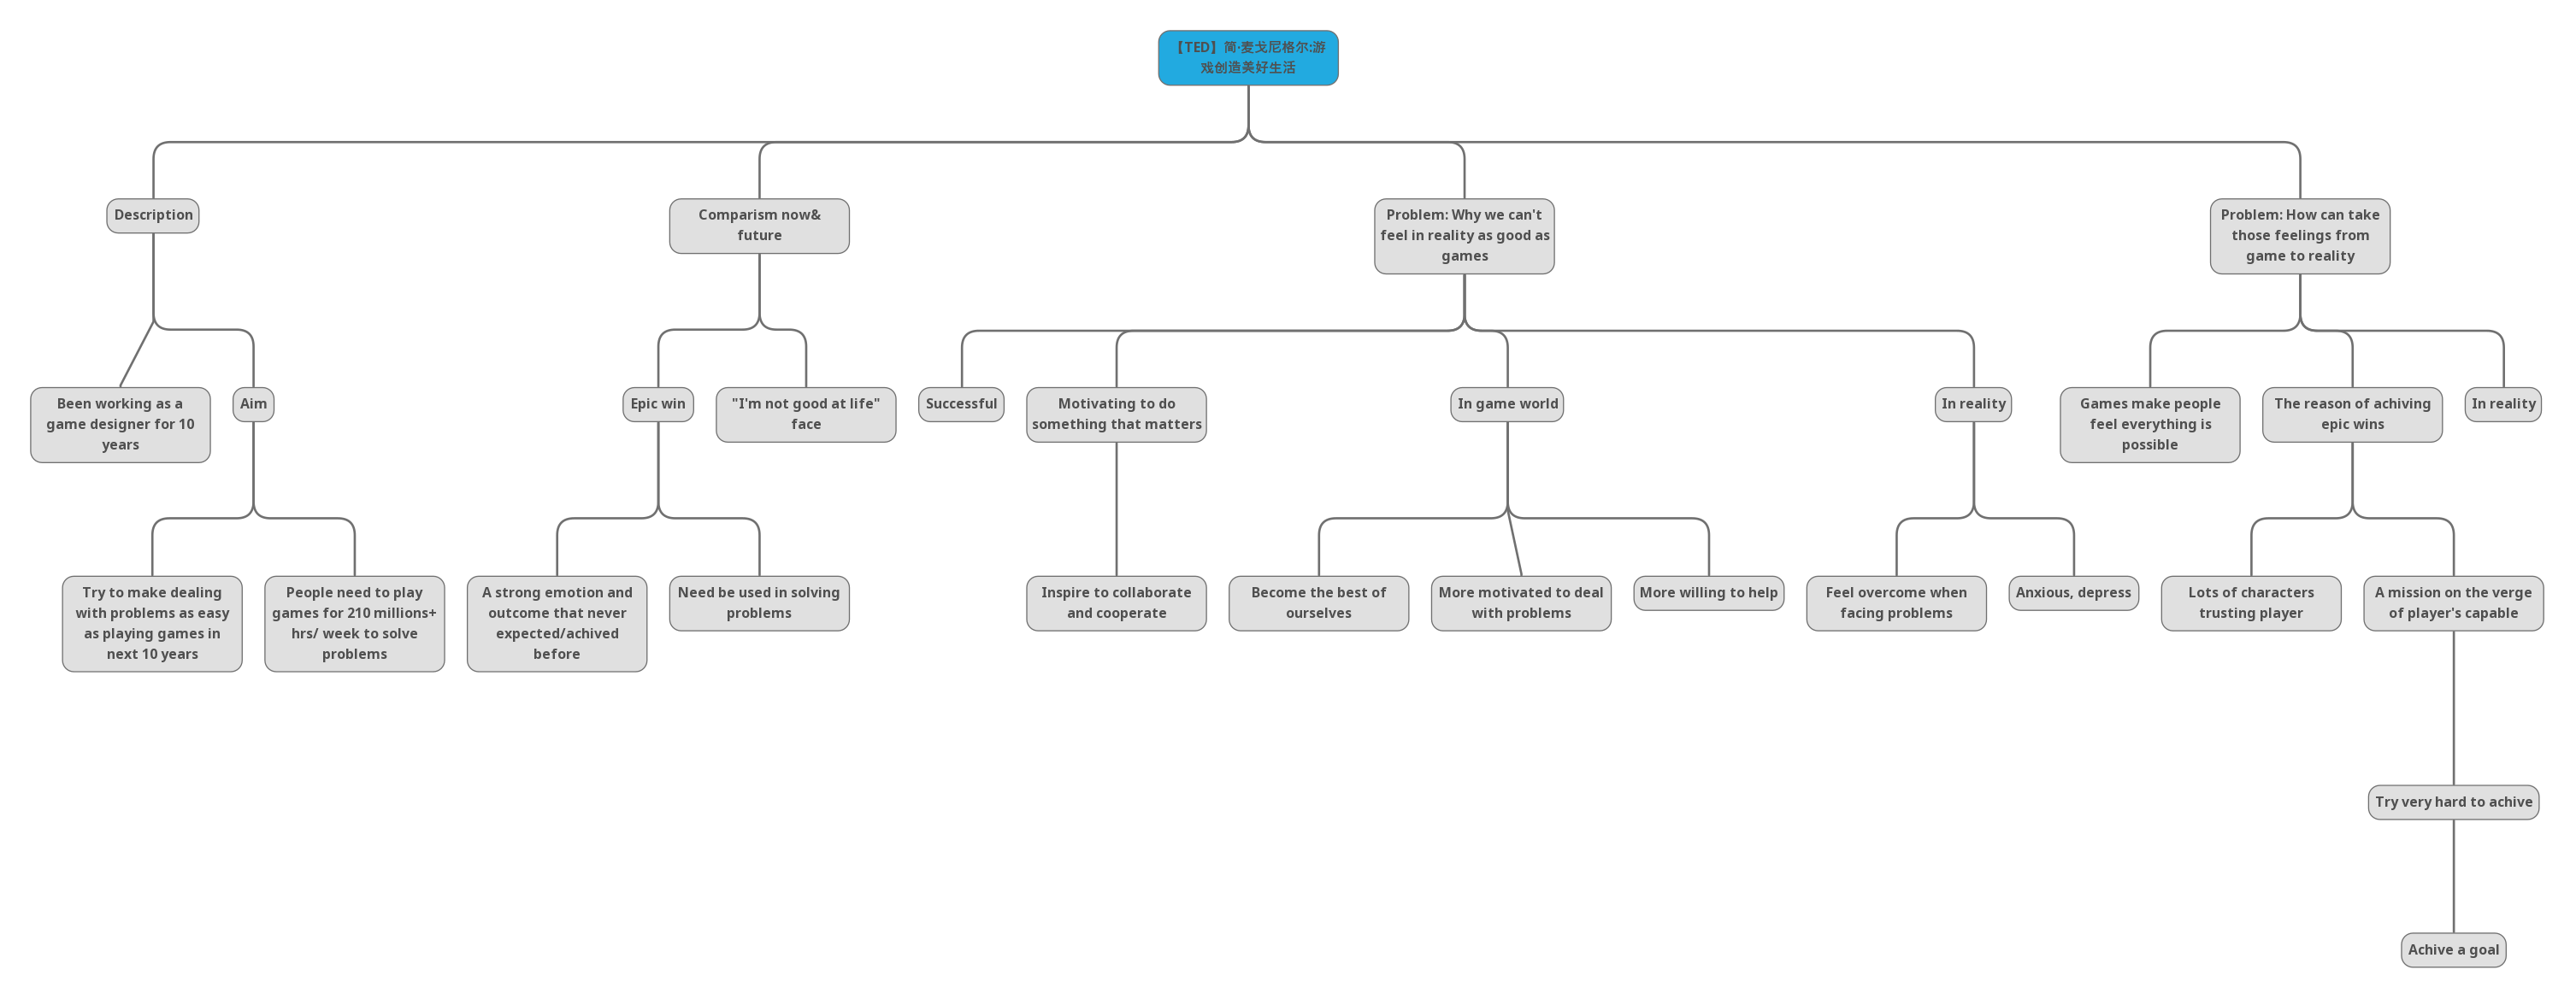 【TED】简·麦戈尼格尔:游
戏创造美好生活
Description
Comparism now&
future
Problem: Why we can't
feel in reality as good as
games
Problem: How can take
those feelings from
game to reality
Been working as a
game designer for 10
years
Aim
Epic win
"I'm not good at life"
face
Successful
Motivating to do
something that matters
In game world
In reality
Games make people
feel everything is
possible
The reason of achiving
epic wins
In reality
Try to make dealing
with problems as easy
as playing games in
next 10 years
People need to play
games for 210 millions+
hrs/ week to solve
problems
A strong emotion and
outcome that never
expected/achived
before
Need be used in solving
problems
Inspire to collaborate
and cooperate
Become the best of
ourselves
More motivated to deal
with problems
More willing to help
Feel overcome when
facing problems
Anxious, depress
Lots of characters
trusting player
A mission on the verge
of player's capable
Try very hard to achive
Achive a goal